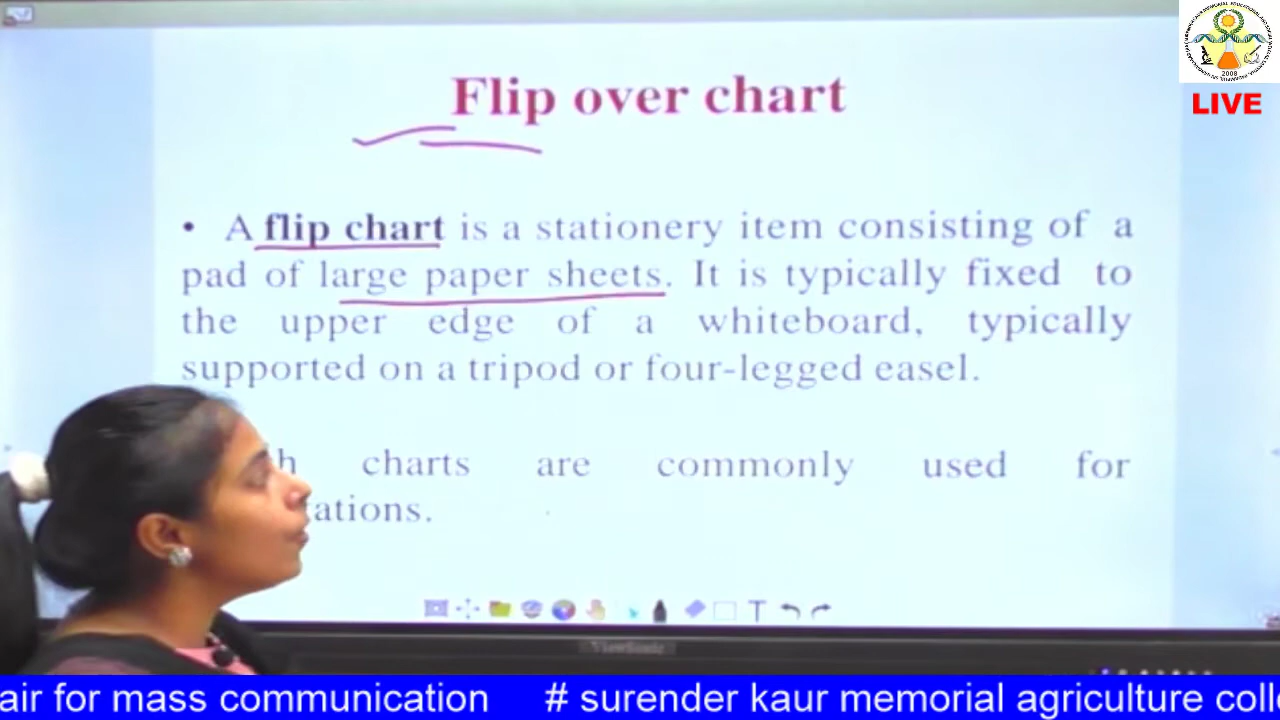 2008
LIVE
Flip over chart
• A flip chart is a stationery item consisting of a
pad of large paper sheets. It is typically fixed to
the upper edge of a whiteboard, typically
supported on a tripod or four-legged easel.
h charts are commonly used for
ations.
T
ViewSonic
air for mass communication # surender kaur memorial agriculture coll